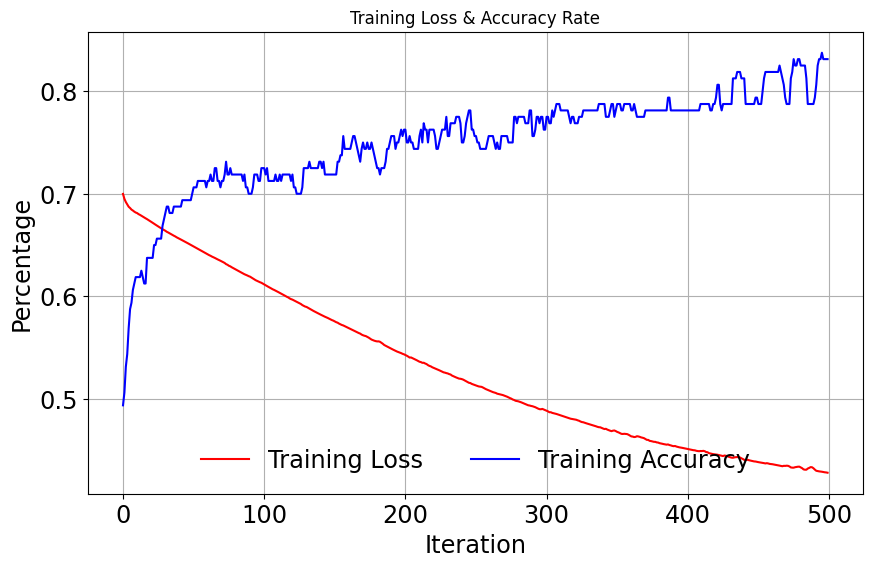 Training Loss & Accuracy Rate
Percentage
0.8
0.7
0.6
0.5
Training Loss
Training Accuracy
0
100
200
300
400
500
Iteration